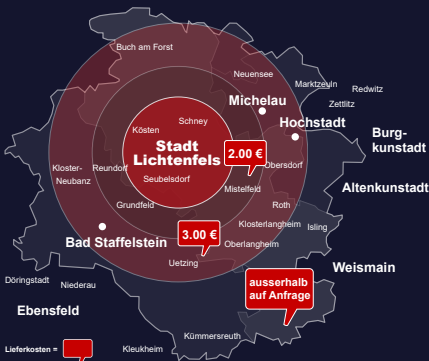 Buch am Forst
Neuensee
Marktzeuln
Redwitz
Zettlitz
Michelau
Hochstadt
Schney
Kösten
Burg-
kunstadt
Stadt
Lichtenfels
2.00 €
Obersdorf
Kloster-
Neubanz
Reundorf
Seubelsdorf
Mistelfeld
Altenkunstadt
Grundfeld
Roth
Klosterlangheim
Isling
3.00 €
Oberlangheim
Bad Staffelstein
Uetzing
Weismain
ausserhalb
auf Anfrage
Döringstadt
Niederau
Ebensfeld
Kümmersreuth
Kleukheim
Lieferkosten =